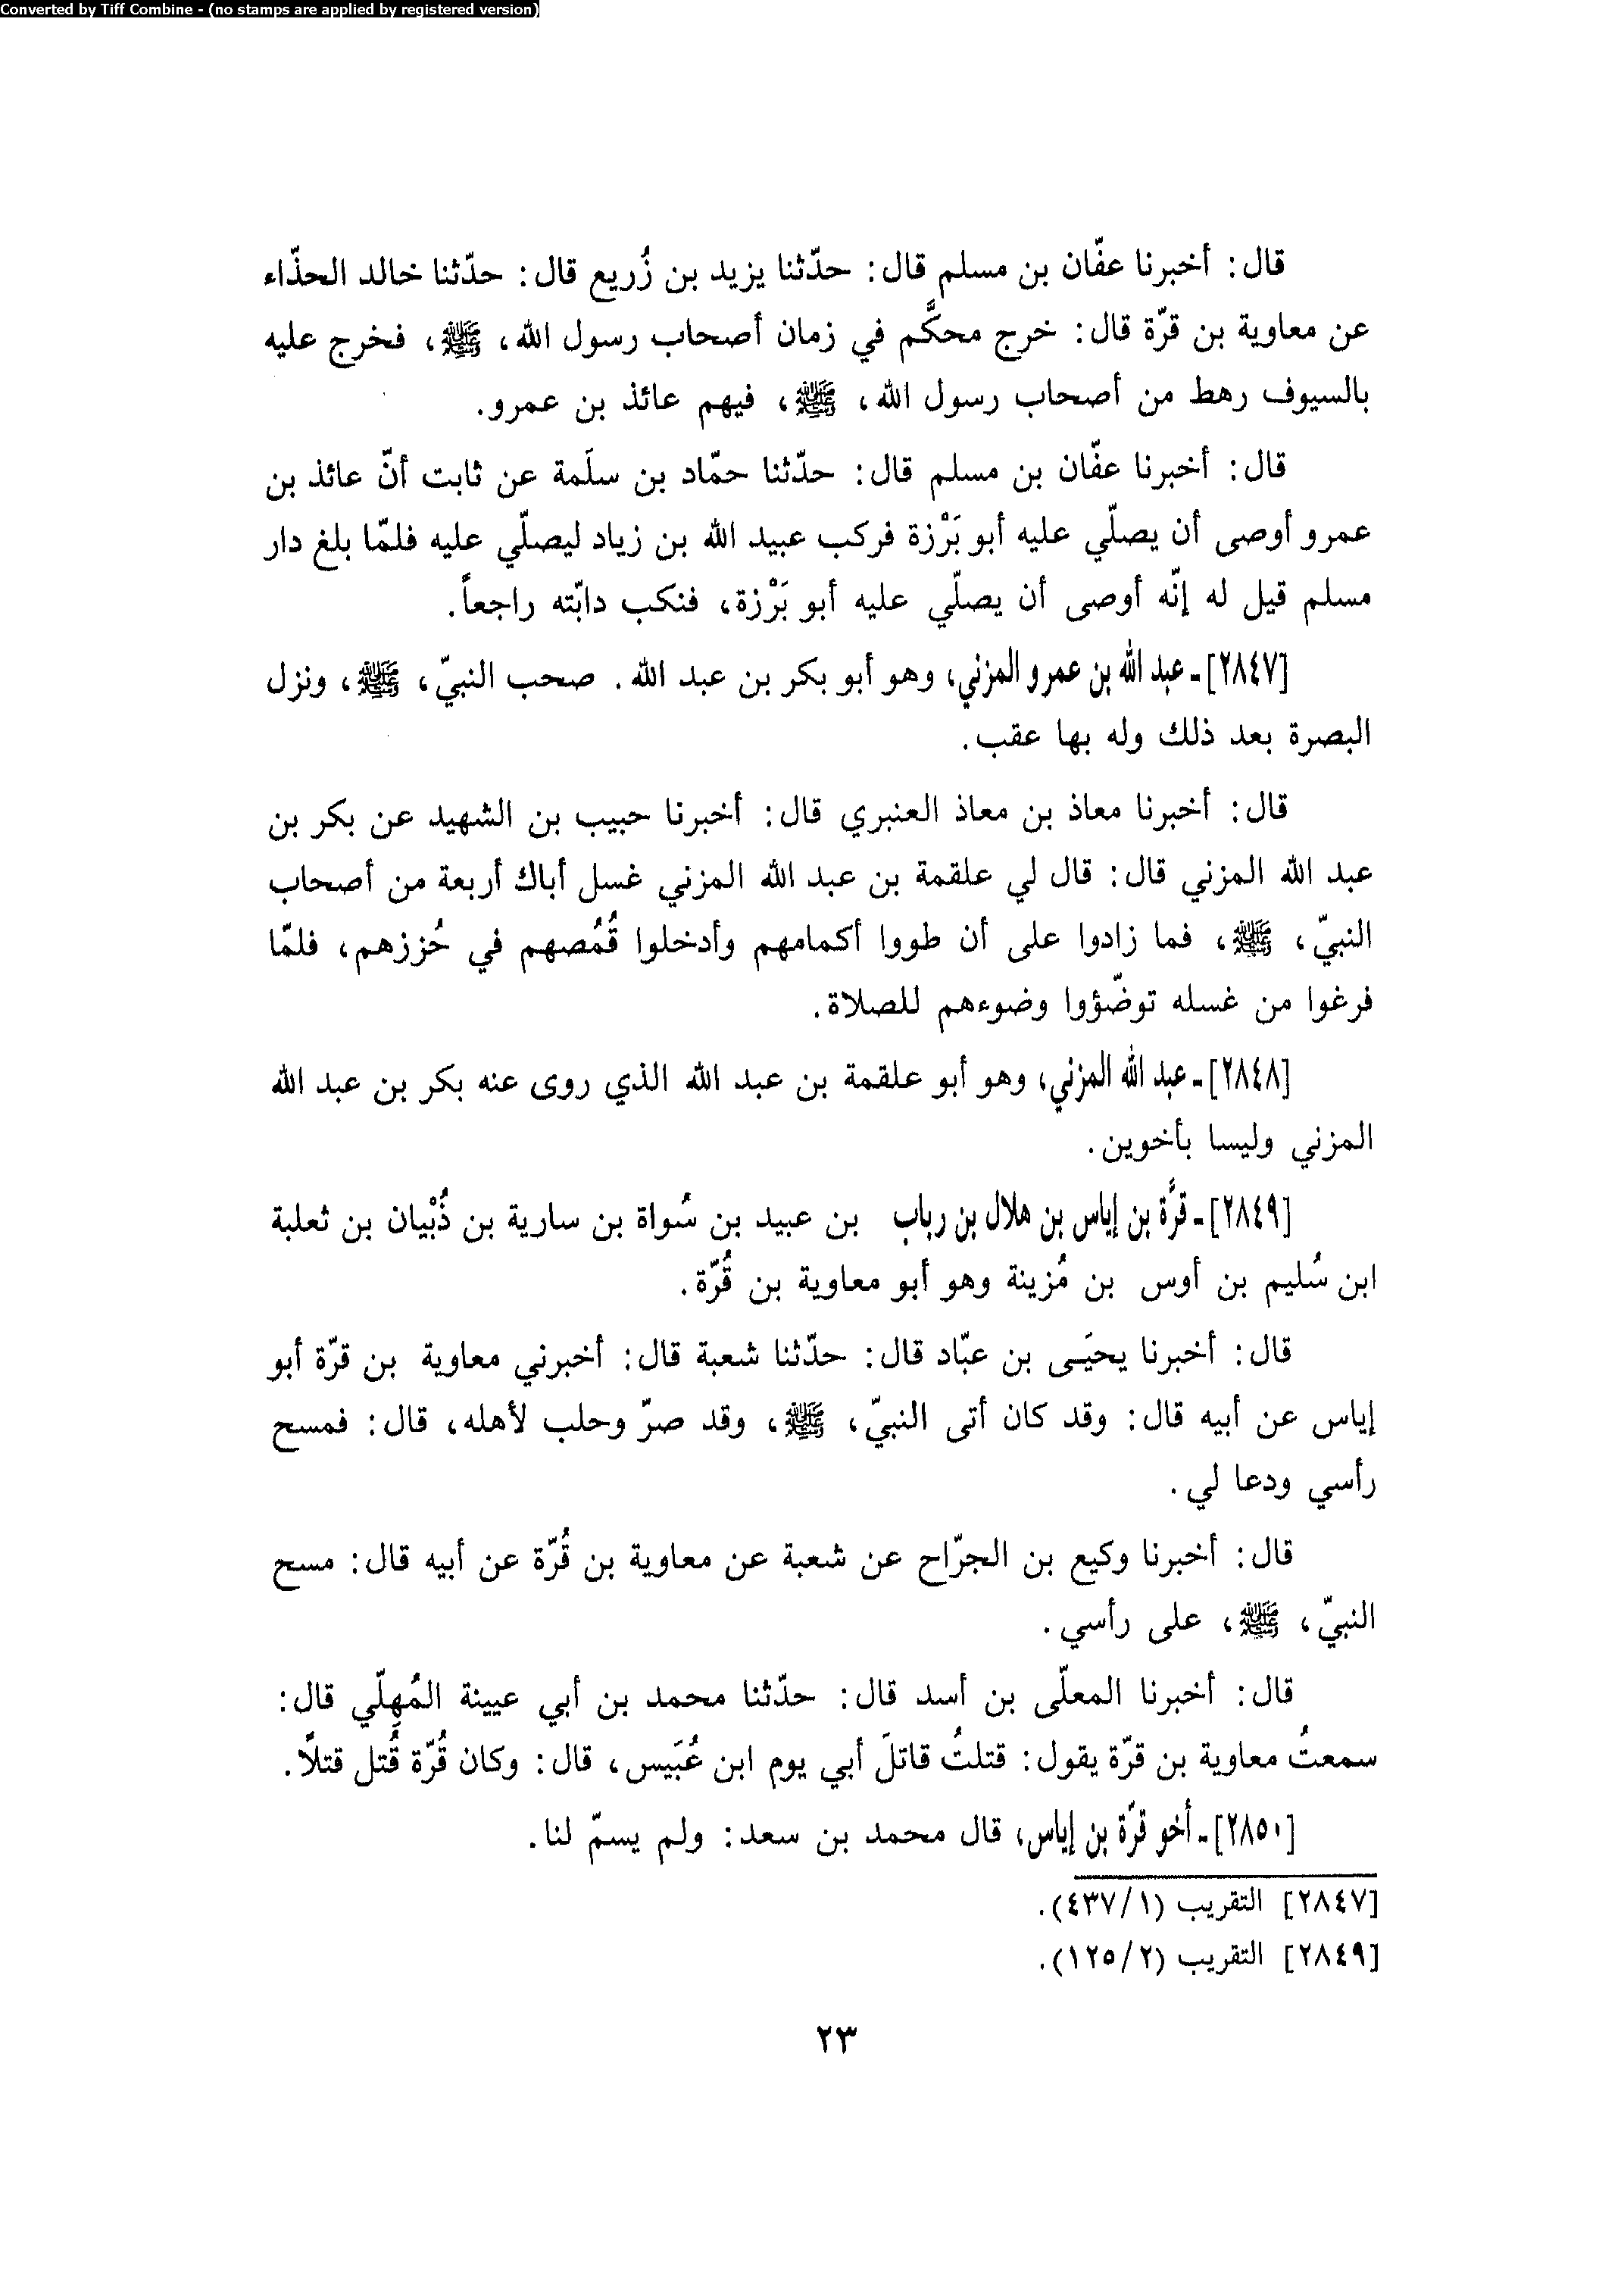 Converted by Tiff Combine - (no stamps are applied by registered version)
قال: أخبرنا عفّان بن مسلم قال: حدّثنا يزيد بن زُريع قال: حدّثنا خالد الحذّاء
عن معاوية بن قرّة قال: خرج محكَّم في زمان أصحاب رسول الله، ﷺ، فخرج عليه
بالسيوف رهط من أصحاب رسول الله، ﷺ، فيهم عائذ بن عمرو.
قال: أخبرنا عفّان بن مسلم قال: حدّثنا حمّاد بن سلَمة عن ثابت أنّ عائذ بن
عمرو أوصى أن يصلّي عليه أبو بَرْزة فركب عبيد الله بن زياد ليصلّي عليه فلمّا بلغ دار
مسلم قيل له إنّه أوصى أن يصلّي عليه أبو بَرْزة، فنكب دابّته راجعاً.
[٢٨٤٧] ـ عبد الله بن عمرو المزني، وهو أبو بكر بن عبد الله. صحب النبيّ، ﷺ، ونزل
البصرة بعد ذلك وله بها عقب.
قال: أخبرنا معاذ بن معاذ العنبري قال: أخبرنا حبيب بن الشهيد عن بكر بن
عبد الله المزني قال: قال لي علقمة بن عبد الله المزني غسل أباك أربعة من أصحاب
النبيّ، ﷺ، فما زادوا على أن طووا أكمامهم وأدخلوا قُمُصهم في حُززهم، فلمّا
فرغوا من غسله توضّؤوا وضوءهم للصلاة.
[٢٨٤٨] ـ عبد الله المزني، وهو أبو علقمة بن عبد الله الذي روى عنه بكر بن عبد الله
المزني وليسا بأخوين.
[٢٨٤٩] ـ قرَّة بن إياس بن هلال بن رباب بن عبيد بن سُواة بن سارية بن ذُبْيان بن ثعلبة
ابن سُليم بن أوس بن مُزينة وهو أبو معاوية بن قُرّة.
قال: أخبرنا يحيَـى بن عبّاد قال: حدّثنا شعبة قال: أخبرني معاوية بن قرّة أبو
إياس عن أبيه قال: وقد كان أتى النبيّ، ﷺ، وقد صرّ وحلب لأهله، قال: فمسح
رأسي ودعا لي.
قال: أخبرنا وكيع بن الجرّاح عن شعبة عن معاوية بن قُرّة عن أبيه قال: مسح
النبيّ، ﷺ، على رأسي.
قال: أخبرنا المعلّى بن أسد قال: حدّثنا محمد بن أبي عيينة المُهِلّي قال:
سمعتُ معاوية بن قرّة يقول: قتلتُ قاتلَ أبي يوم ابن عُبَيس، قال: وكان قُرّة قُتل قتلاً.
[٢٨٥٠] ـ أخو قرّة بن إياس، قال محمد بن سعد: ولم يسمّ لنا.
[٢٨٤٧] التقريب (٤٣٧/١).
[٢٨٤٩] التقريب (١٢٥/٢).
٢٣